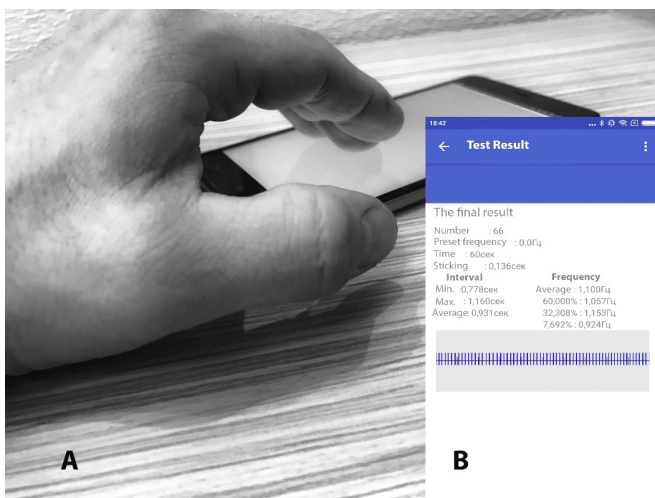 18:42
Test Result
The final result
Number : 66
Preset frequency : 0.0Гц
Time : 60сек
Sticking : 0,136сек
Interval Frequency
Min. :0,778сек Average : 1,100Гц
Max. : 1,160сек 60,000% : 1,057Гц
Average: 0,931сек 32,308% : 1,153Гц
7,692% : 0,924Гц
A B